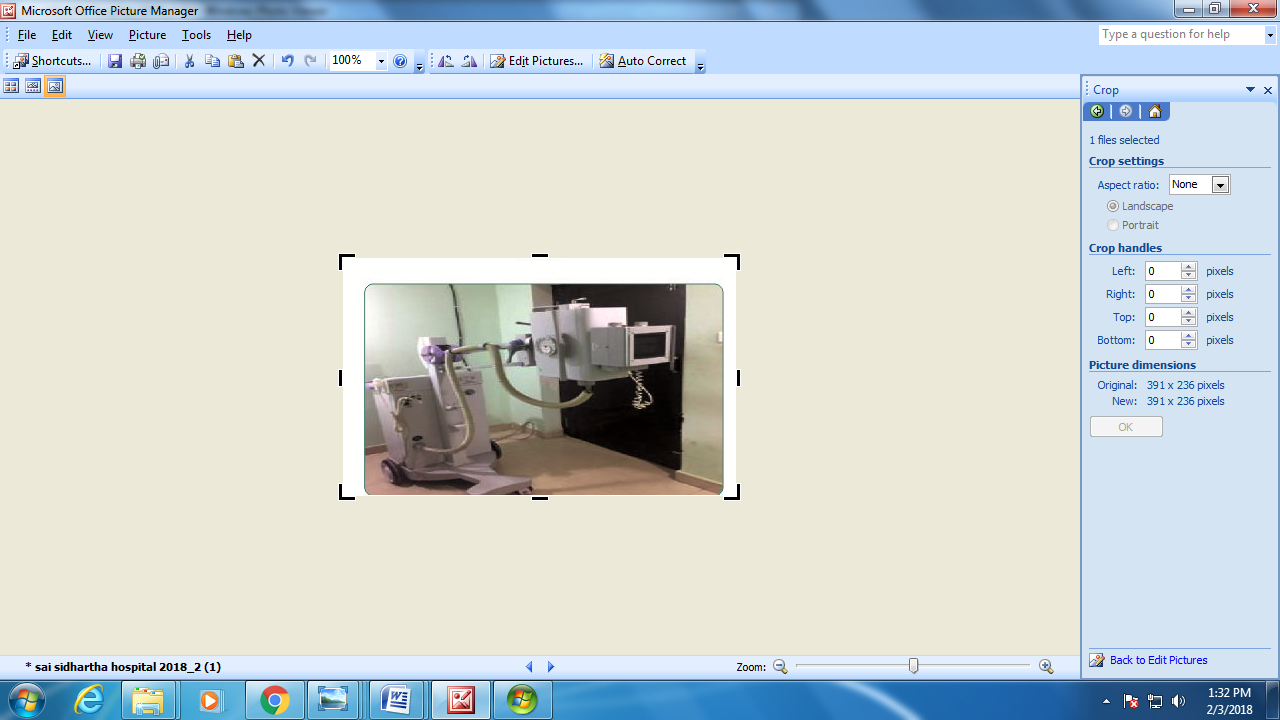 Microsoft Office Picture Manager
File Edit View Picture Tools Help
Type a question for help
Shortcuts...
100%
Edit Pictures...
Auto Correct
Crop
1 files selected
Crop settings
Aspect ratio: None
Landscape
Portrait
Crop handles
Left: 0 pixels
Right: 0 pixels
Top: 0 pixels
Bottom: 0 pixels
Picture dimensions
Original: 391 x 236 pixels
New: 391 x 236 pixels
OK
Back to Edit Pictures
* sai sidhartha hospital 2018_2 (1)
Zoom:
1:32 PM
2/3/2018